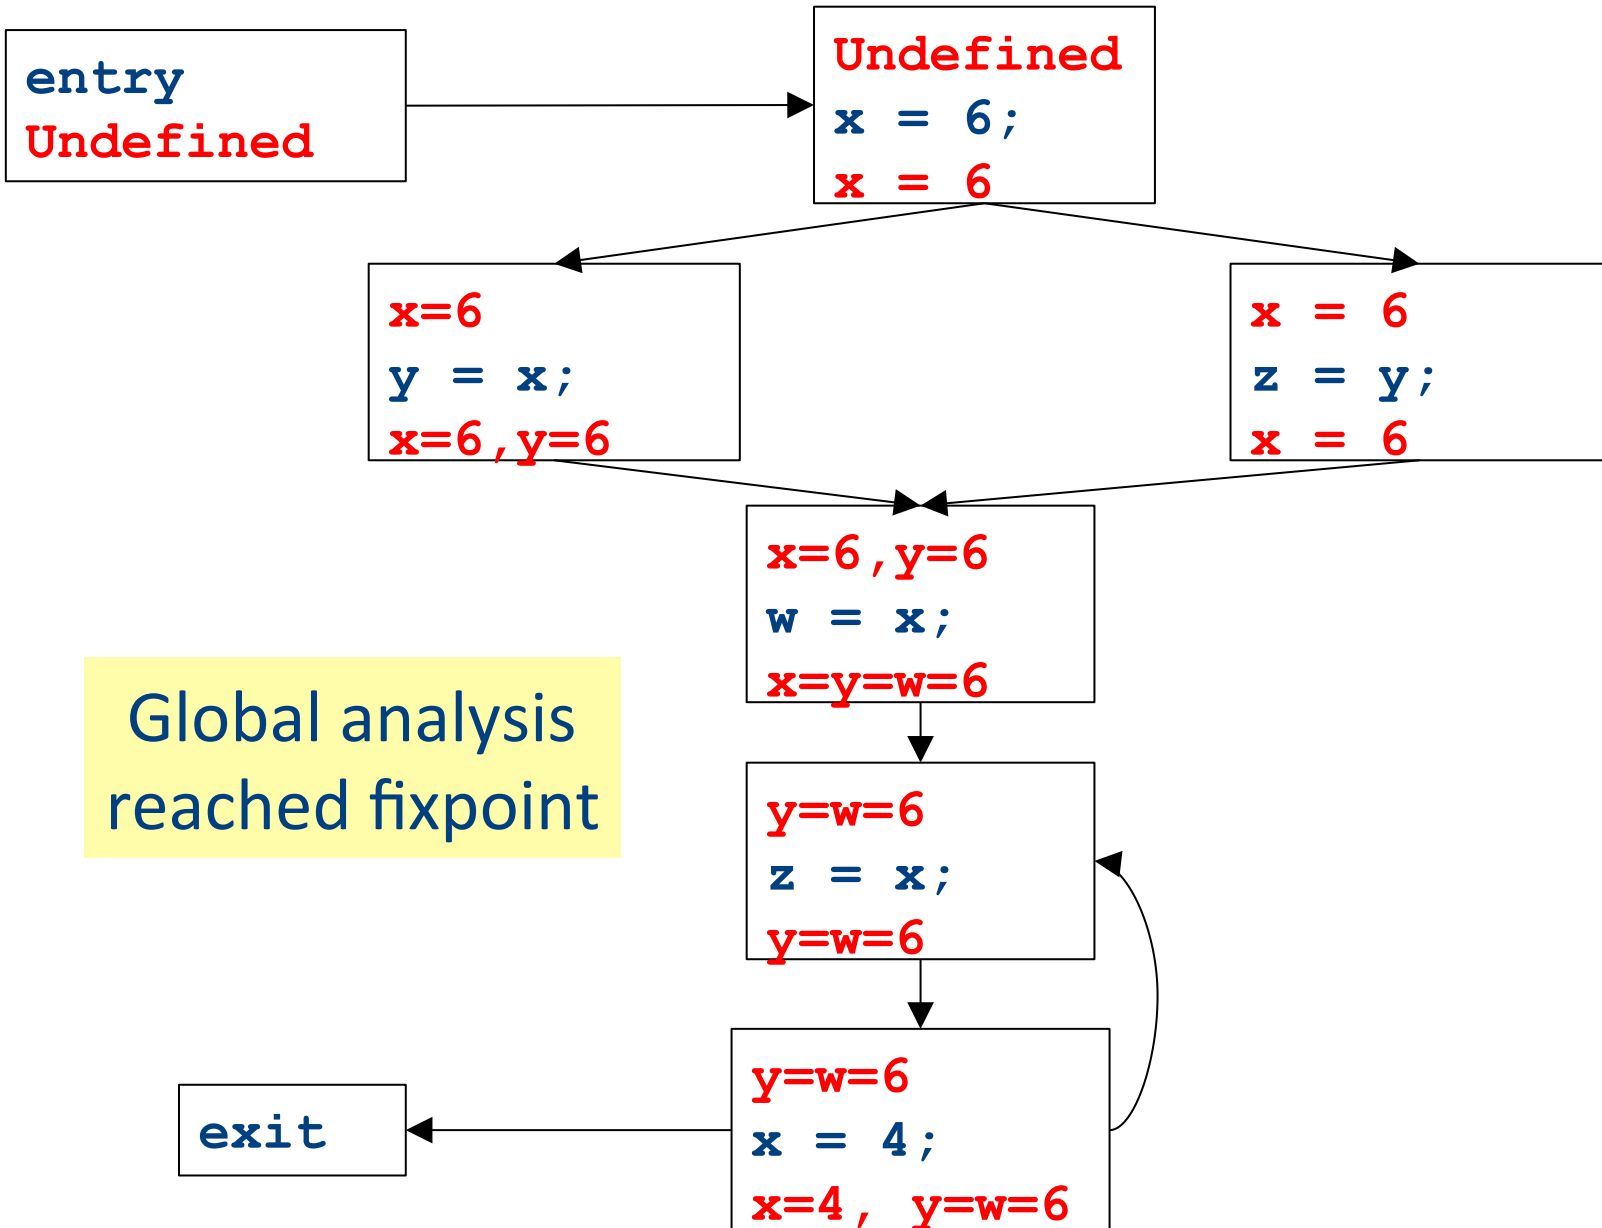 entry
Undefined
Undefined
x = 6;
x = 6
x=6
y = x;
x=6,y=6
x = 6
z = y;
x = 6
x=6,y=6
w = x;
x=y=w=6
Global analysis
reached fixpoint
y=w=6
z = x;
y=w=6
y=w=6
x = 4;
x=4, y=w=6
exit